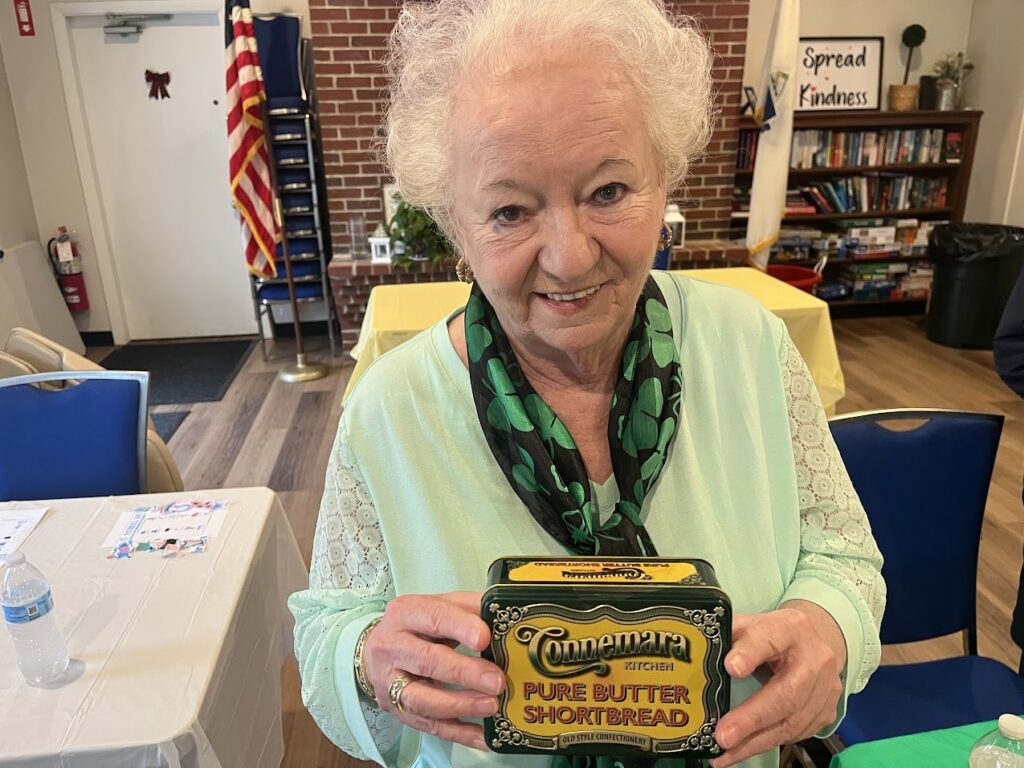 Spread
Kindness
PURE BUTTER SHORTBREAD
Connemara
KITCHEN
PURE BUTTER
SHORTBREAD
OLD STYLE CONFECTIONERY